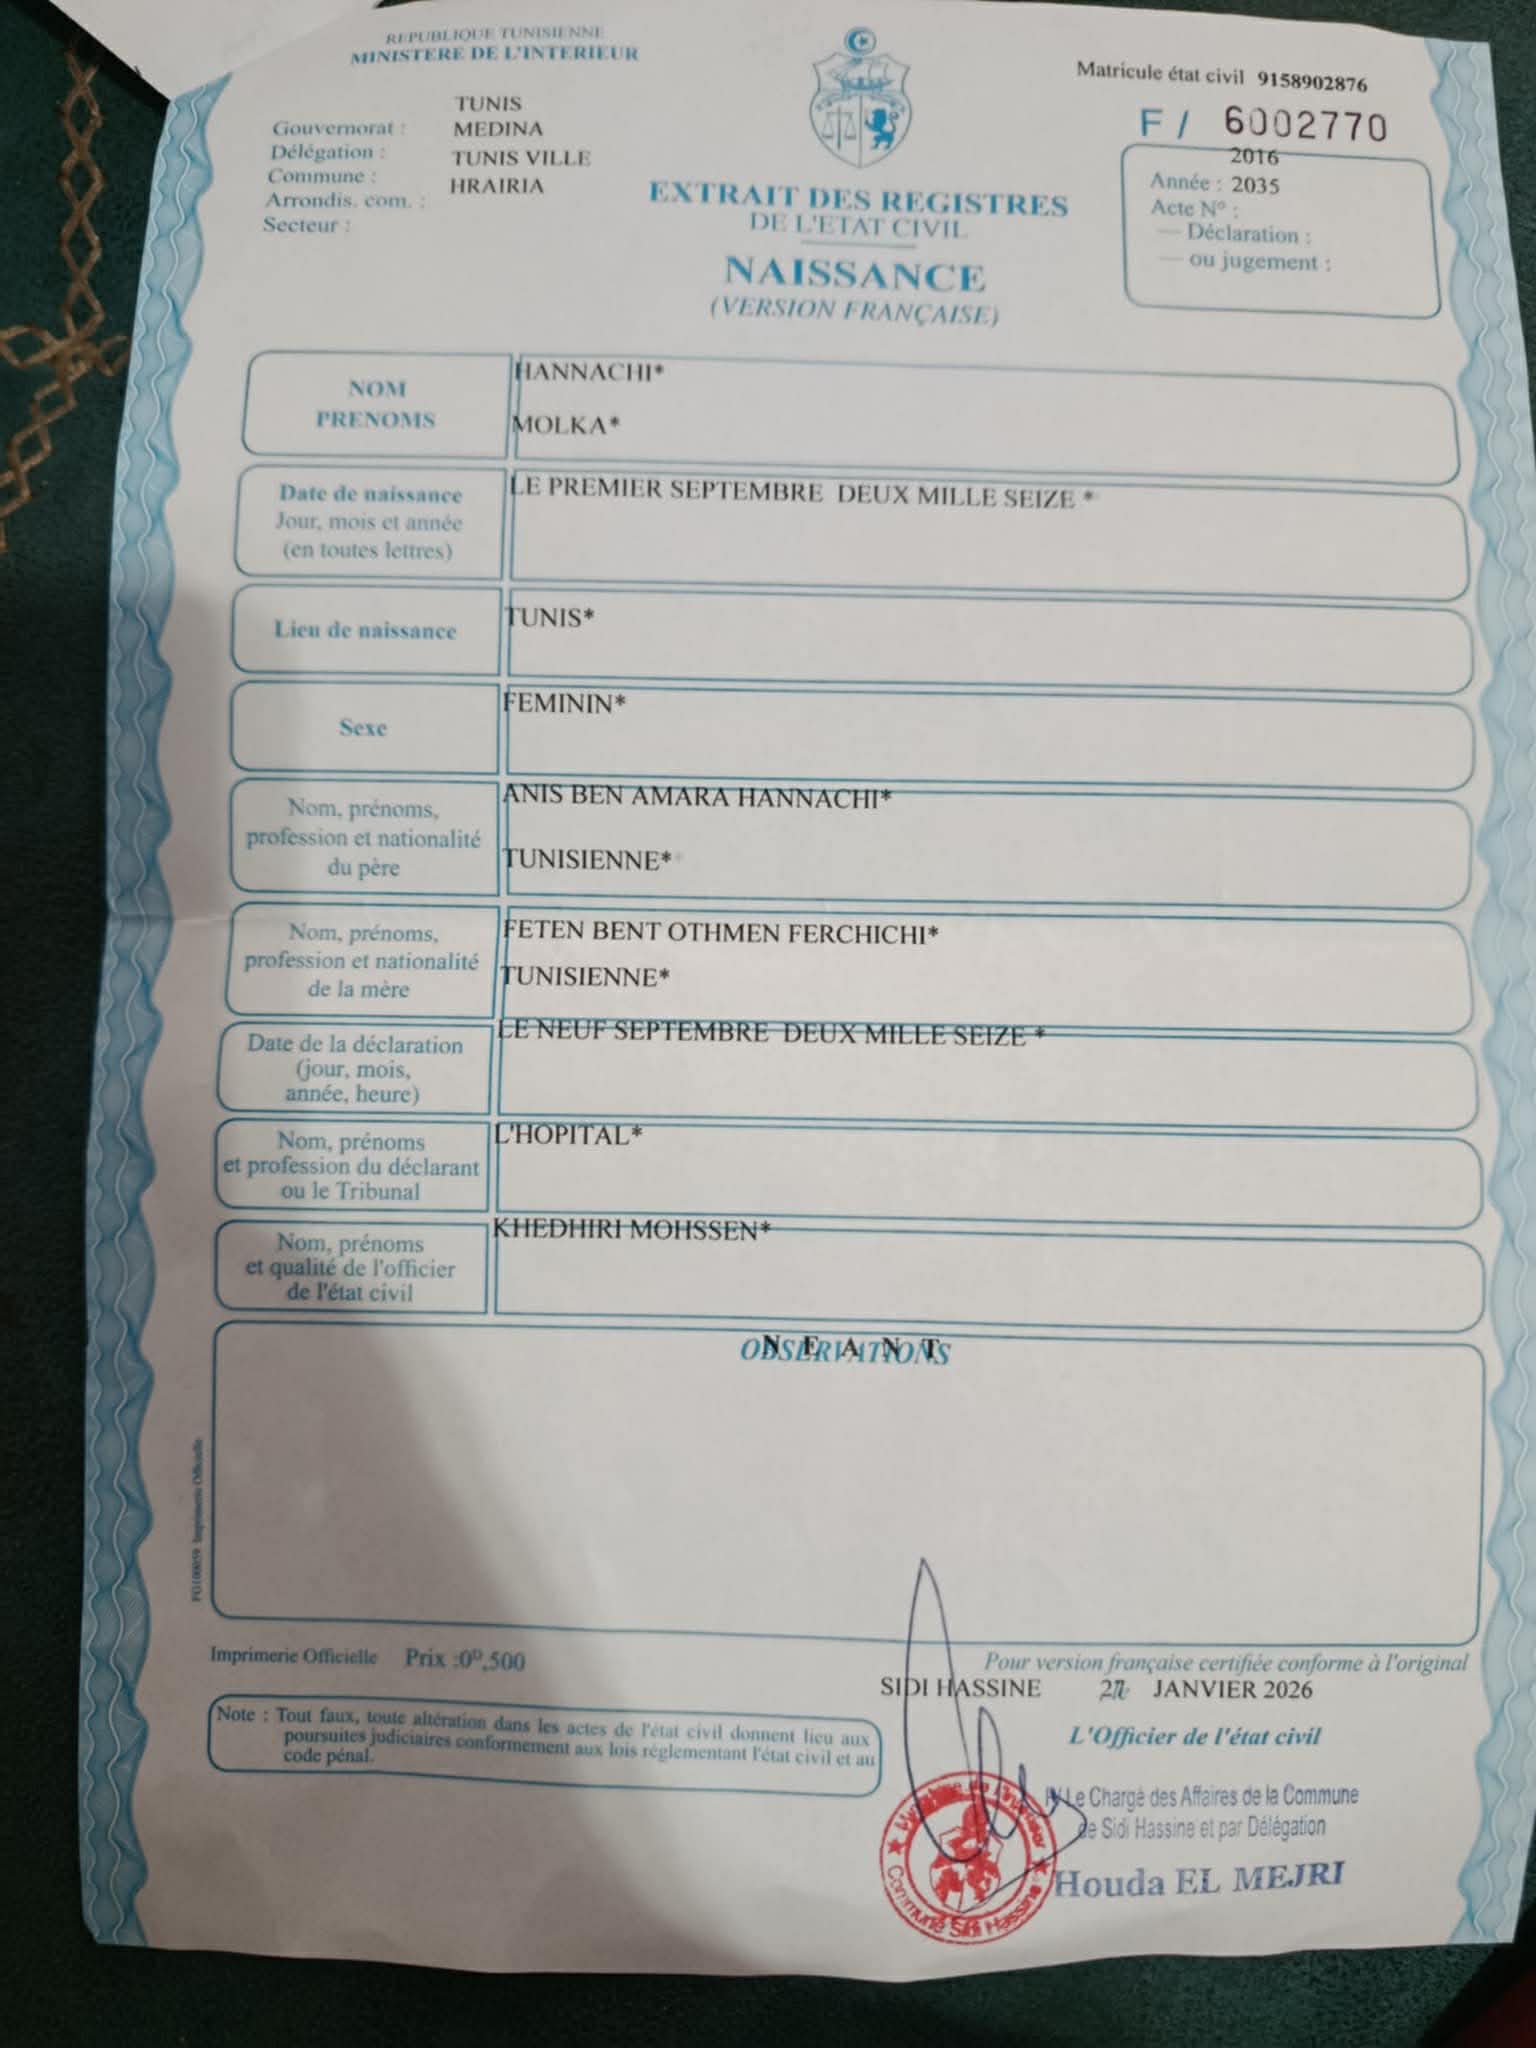 REPUBLIQUE TUNISIENNE
MINISTERE DE L'INTERIEUR
TUNIS
Gouvernorat : MEDINA
Délégation : TUNIS VILLE
Commune : HRAIRIA
Arrondis. com. :
Secteur :
Matricule état civil 9158902876
F / 6002770
2016
Année : 2035
Acte N° :
— Déclaration :
— ou jugement :
EXTRAIT DES REGISTRES
DE L'ETAT CIVIL
NAISSANCE
(VERSION FRANÇAISE)
NOM
PRENOMS
HANNACHI*
MOLKA*
Date de naissance
Jour, mois et année
(en toutes lettres)
LE PREMIER SEPTEMBRE DEUX MILLE SEIZE *
Lieu de naissance
TUNIS*
Sexe
FEMININ*
Nom, prénoms,
profession et nationalité
du père
ANIS BEN AMARA HANNACHI*
TUNISIENNE*
Nom, prénoms,
profession et nationalité
de la mère
FETEN BENT OTHMEN FERCHICHI*
TUNISIENNE*
Date de la déclaration
(jour, mois,
année, heure)
LE NEUF SEPTEMBRE DEUX MILLE SEIZE *
Nom, prénoms
et profession du déclarant
ou le Tribunal
L'HOPITAL*
Nom, prénoms
et qualité de l'officier
de l'état civil
KHEDHIRI MOHSSEN*
OBSERVATIONS
N E A N T
FG100059 Imprimerie Officielle
Imprimerie Officielle Prix :0D,500
Pour version française certifiée conforme à l'original
SIDI HASSINE JANVIER 2026
Note : Tout faux, toute altération dans les actes de l'état civil donnent lieu aux
poursuites judiciaires conformement aux lois réglementant l'état civil et au
code pénal.
L'Officier de l'état civil
P/Le Chargé des Affaires de la Commune
de Sidi Hassine et par Délégation
Houda EL MEJRI
Commune Sidi Hassine